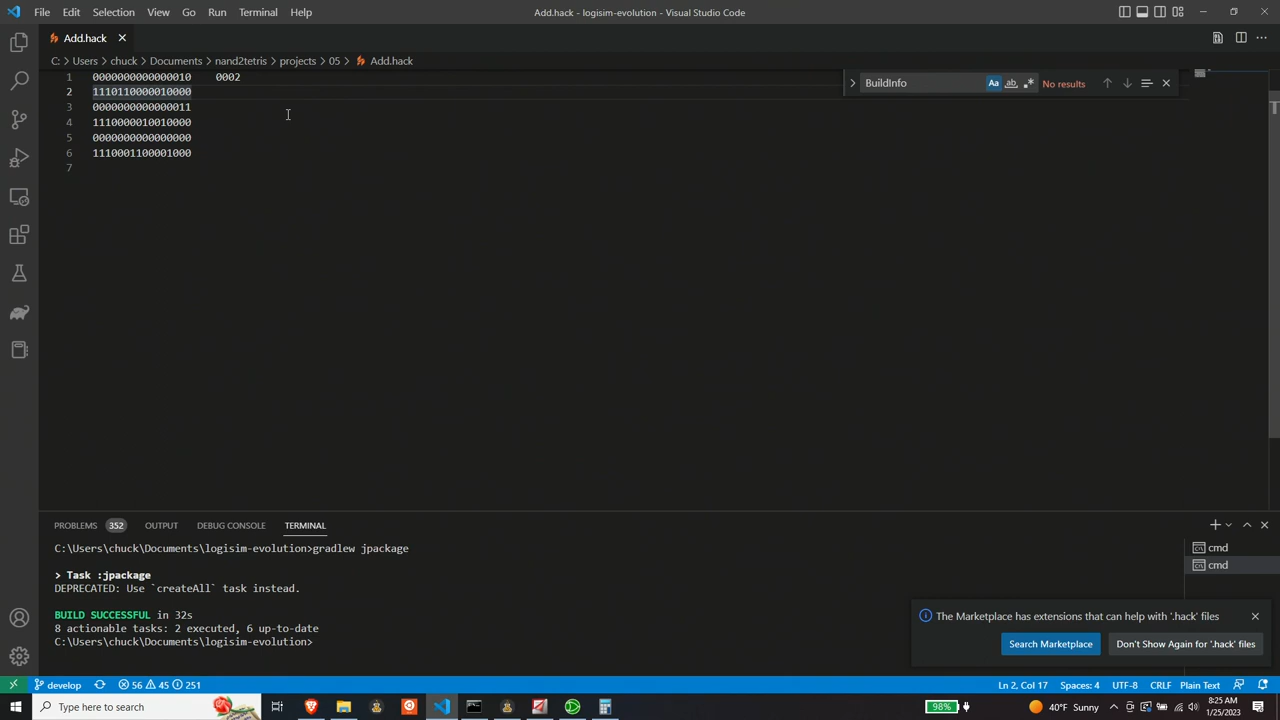 File Edit Selection View Go Run Terminal Help
Add.hack - logisim-evolution - Visual Studio Code
Add.hack
C: > Users > chuck > Documents > nand2tetris > projects > 05 > Add.hack
BuildInfo
Aa
ab
No results
1 0000000000000010 0002
2 1110110000010000
3 0000000000000011
4 1110000010010000
5 0000000000000000
6 1110001100001000
7
PROBLEMS 352 OUTPUT DEBUG CONSOLE TERMINAL
C:\Users\chuck\Documents\logisim-evolution>gradlew jpackage
> Task :jpackage
DEPRECATED: Use `createAll` task instead.
BUILD SUCCESSFUL in 32s
8 actionable tasks: 2 executed, 6 up-to-date
C:\Users\chuck\Documents\logisim-evolution>
cmd
cmd
The Marketplace has extensions that can help with '.hack' files
Search Marketplace
Don't Show Again for '.hack' files
develop 56 45 251
Ln 2, Col 17 Spaces: 4 UTF-8 CRLF Plain Text
Type here to search
98%
40°F Sunny
8:25 AM
1/25/2023